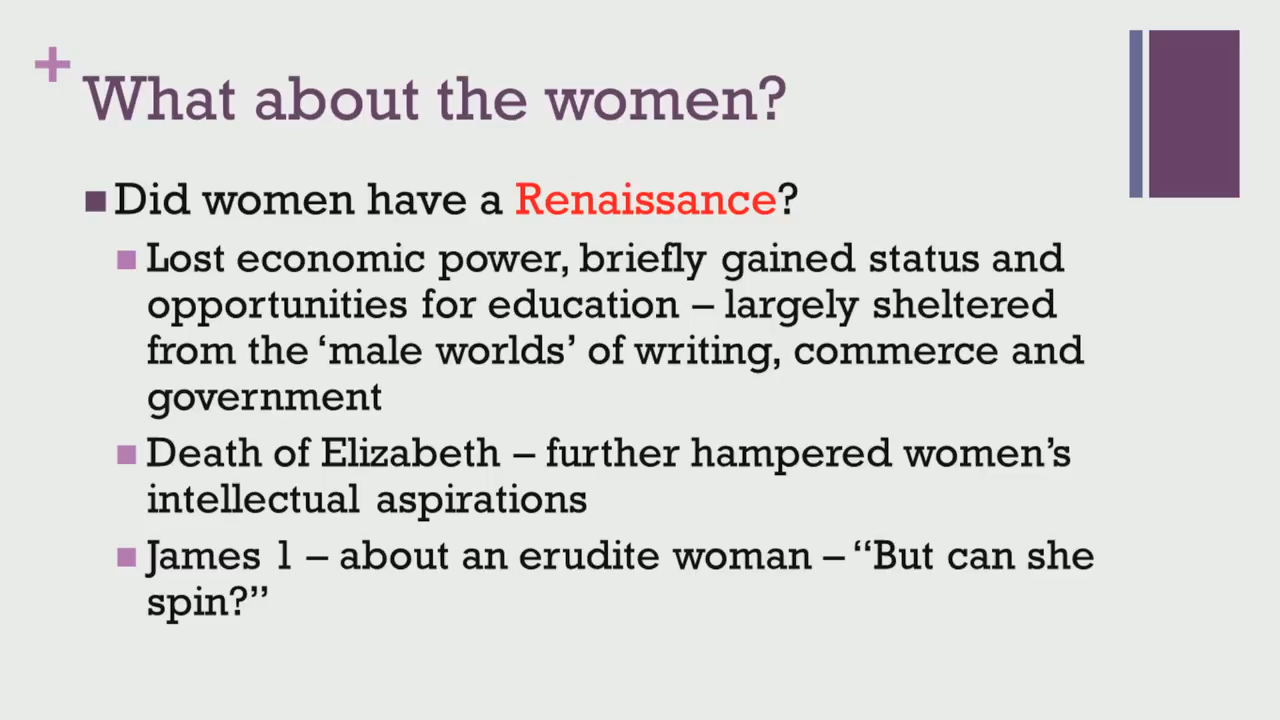 What about the women?
Did women have a Renaissance?
Lost economic power, briefly gained status and
opportunities for education – largely sheltered
from the ‘male worlds’ of writing, commerce and
government
Death of Elizabeth – further hampered women’s
intellectual aspirations
James 1 – about an erudite woman – “But can she
spin?”